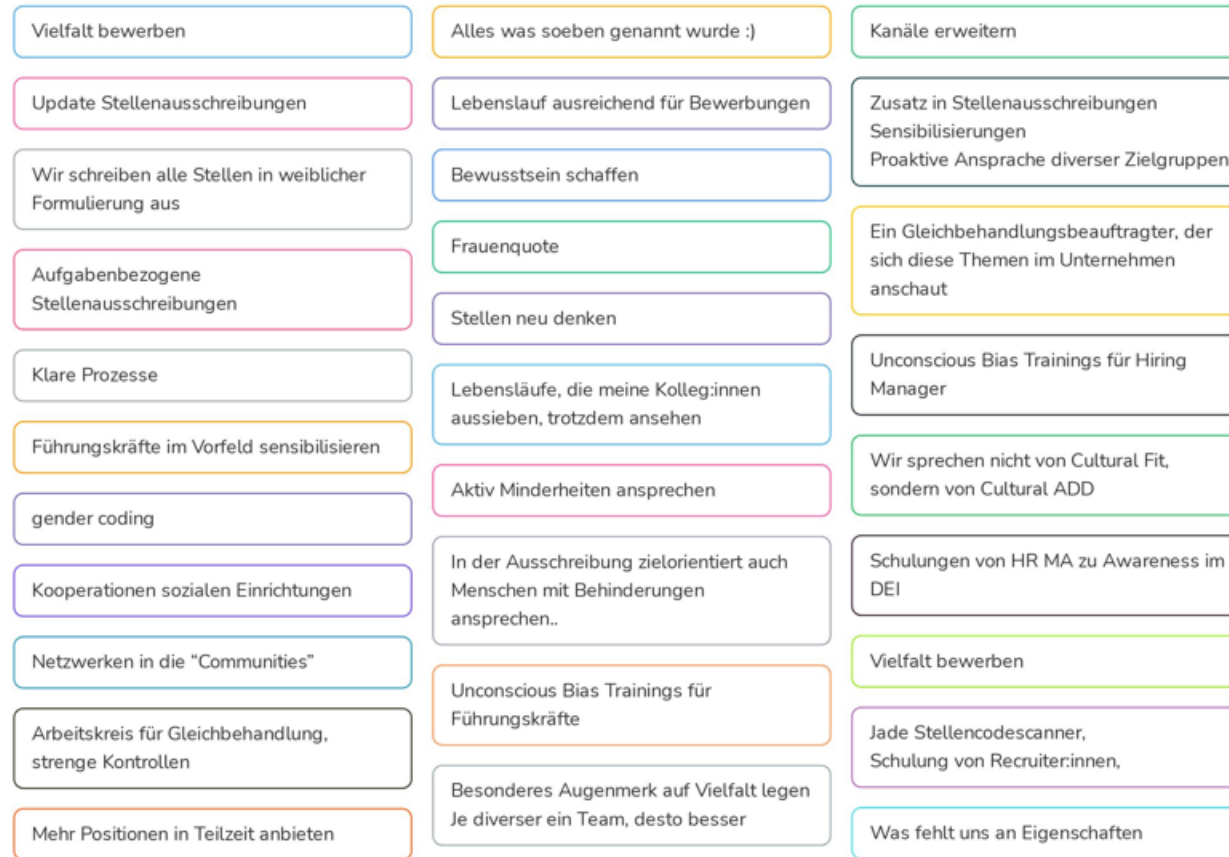 Vielfalt bewerben
Update Stellenausschreibungen
Wir schreiben alle Stellen in weiblicher
Formulierung aus
Aufgabenbezogene
Stellenausschreibungen
Klare Prozesse
Führungskräfte im Vorfeld sensibilisieren
gender coding
Kooperationen sozialen Einrichtungen
Netzwerken in die “Communities”
Arbeitskreis für Gleichbehandlung,
strenge Kontrollen
Mehr Positionen in Teilzeit anbieten
Alles was soeben genannt wurde :)
Lebenslauf ausreichend für Bewerbungen
Bewusstsein schaffen
Frauenquote
Stellen neu denken
Lebensläufe, die meine Kolleg:innen
aussieben, trotzdem ansehen
Aktiv Minderheiten ansprechen
In der Ausschreibung zielorientiert auch
Menschen mit Behinderungen
ansprechen..
Unconscious Bias Trainings für
Führungskräfte
Besonderes Augenmerk auf Vielfalt legen
Je diverser ein Team, desto besser
Kanäle erweitern
Zusatz in Stellenausschreibungen
Sensibilisierungen
Proaktive Ansprache diverser Zielgruppen
Ein Gleichbehandlungsbeauftragter, der
sich diese Themen im Unternehmen
anschaut
Unconscious Bias Trainings für Hiring
Manager
Wir sprechen nicht von Cultural Fit,
sondern von Cultural ADD
Schulungen von HR MA zu Awareness im
DEI
Vielfalt bewerben
Jade Stellencodescanner,
Schulung von Recruiter:innen,
Was fehlt uns an Eigenschaften